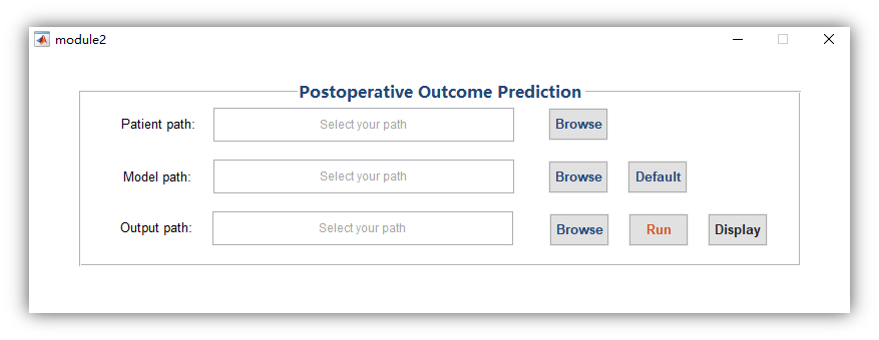 module2
Postoperative Outcome Prediction
Patient path: Select your path Browse
Model path: Select your path Browse Default
Output path: Select your path Browse Run Display